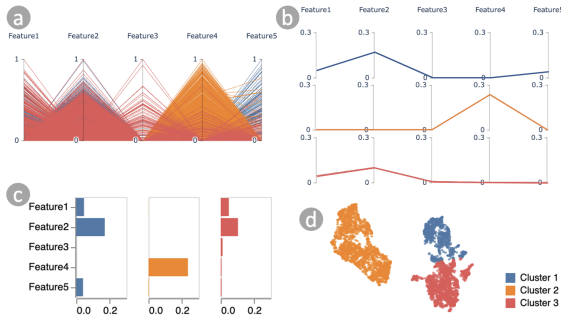 a
Feature1 Feature2 Feature3 Feature4 Feature5
1 1 1 1 1
0 0 0 0 0
b
Feature1 Feature2 Feature3 Feature4 Feature5
0.3 0.3 0.3 0.3 0.3
0 0 0 0 0
0.3 0.3 0.3 0.3 0.3
0 0 0 0 0
0.3 0.3 0.3 0.3 0.3
0 0 0 0 0
c
Feature1
Feature2
Feature3
Feature4
Feature5
0.0 0.2 0.0 0.2 0.0 0.2
d
Cluster 1
Cluster 2
Cluster 3